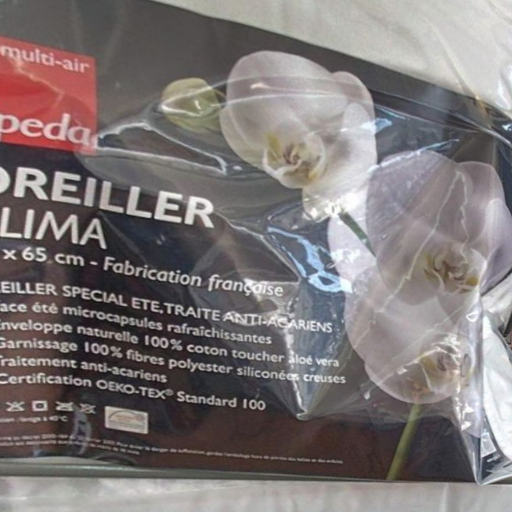 multi-air
peda
OREILLER
LIMA
x 65 cm - Fabrication française
EILLER SPECIAL ETE, TRAITE ANTI-ACARIENS
ace été microcapsules rafraîchissantes
Enveloppe naturelle 100% coton toucher aloé vera
Garnissage 100% fibres polyester siliconées creuses
Traitement anti-acariens
Certification OEKO-TEX® Standard 100